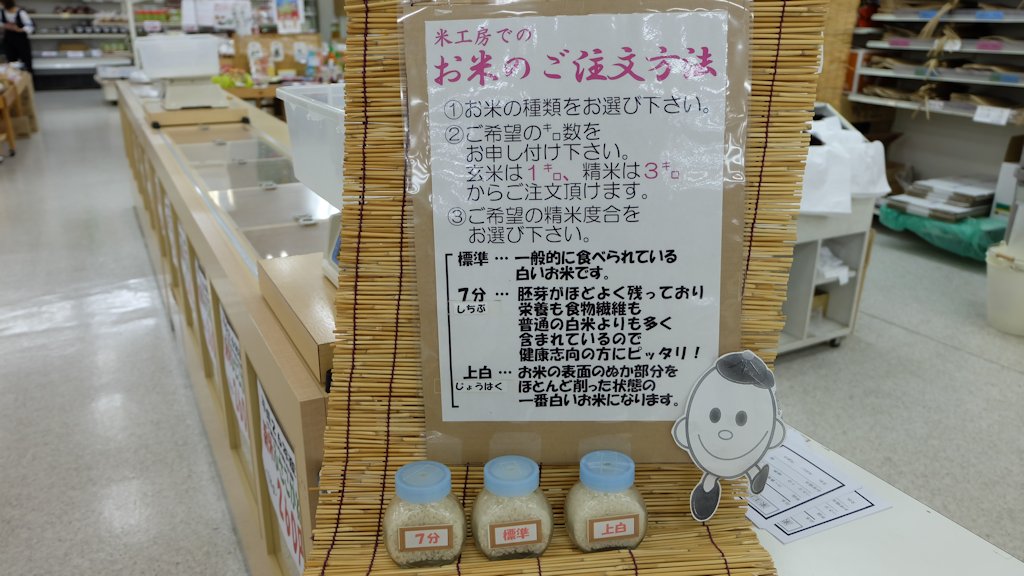 米工房での
お米のご注文方法
①お米の種類をお選び下さい。
②ご希望の㌔数を
お申し付け下さい。
玄米は1㌔、精米は3㌔
からご注文頂けます。
③ご希望の精米度合を
お選び下さい。
標準 … 一般的に食べられている
白いお米です。
7分 … 胚芽がほどよく残っており
しちぶ 栄養も食物繊維も
普通の白米よりも多く
含まれているので
健康志向の方にピッタリ！
上白 … お米の表面のぬか部分を
じょうはく ほとんど削った状態の
一番白いお米になります。
7分
標準
上白